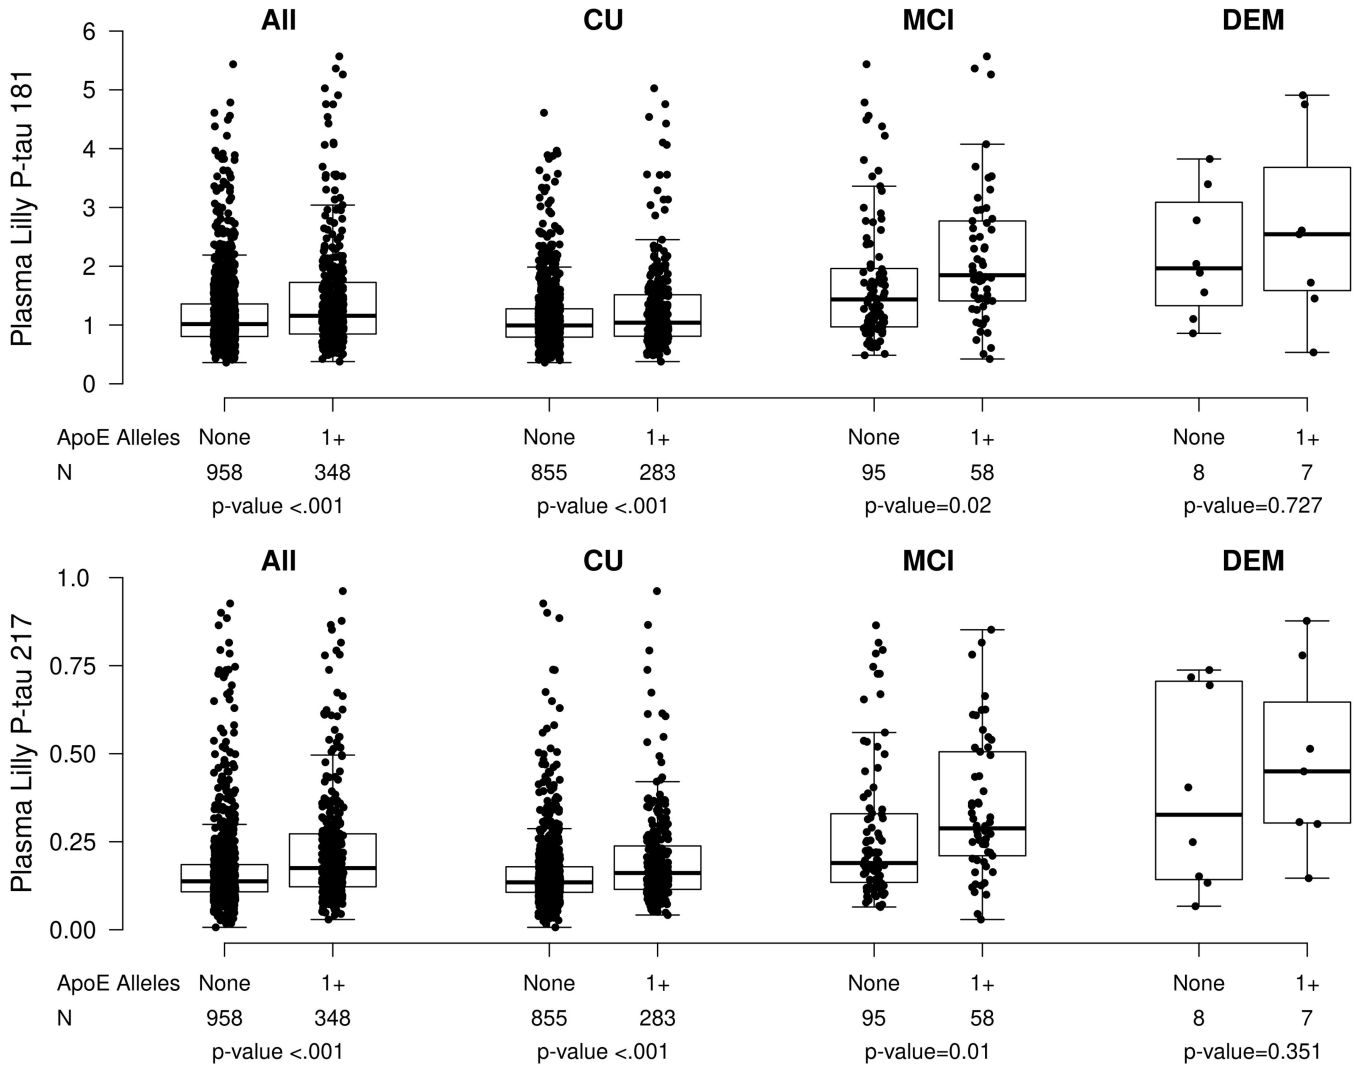 All CU MCI DEM
Plasma Lilly P-tau 181
6
5
4
3
2
1
0
ApoE Alleles None 1+ None 1+ None 1+ None 1+
N 958 348 855 283 95 58 8 7
p-value <.001 p-value <.001 p-value=0.02 p-value=0.727
All CU MCI DEM
Plasma Lilly P-tau 217
1.0
0.75
0.50
0.25
0.00
ApoE Alleles None 1+ None 1+ None 1+ None 1+
N 958 348 855 283 95 58 8 7
p-value <.001 p-value <.001 p-value=0.01 p-value=0.351